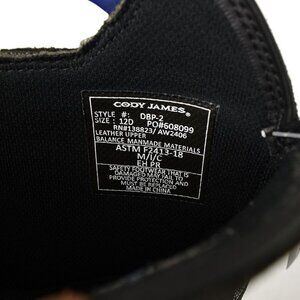 CODY JAMES®
STYLE #: DBP-2
SIZE : 12D PO#608099
RN#138823/ AW2406
LEATHER UPPER
BALANCE MANMADE MATERIALS
ASTM F2413-18
M/I/C
EH PR
SAFETY FOOTWEAR THAT IS
DAMAGED MAY FAIL TO
PROVIDE PROTECTION AND
MUST BE REPLACED
MADE IN CHINA